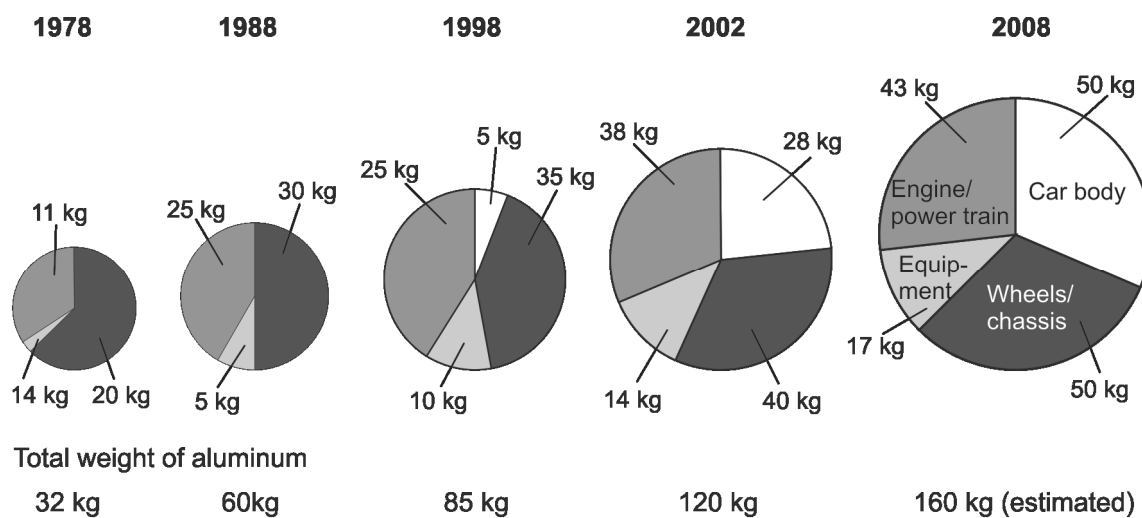 1978
1988
1998
2002
2008
11 kg
14 kg
20 kg
25 kg
30 kg
5 kg
25 kg
5 kg
35 kg
10 kg
38 kg
28 kg
14 kg
40 kg
43 kg
50 kg
Engine/
power train
Car body
Equip-
ment
Wheels/
chassis
17 kg
50 kg
Total weight of aluminum
32 kg
60kg
85 kg
120 kg
160 kg (estimated)